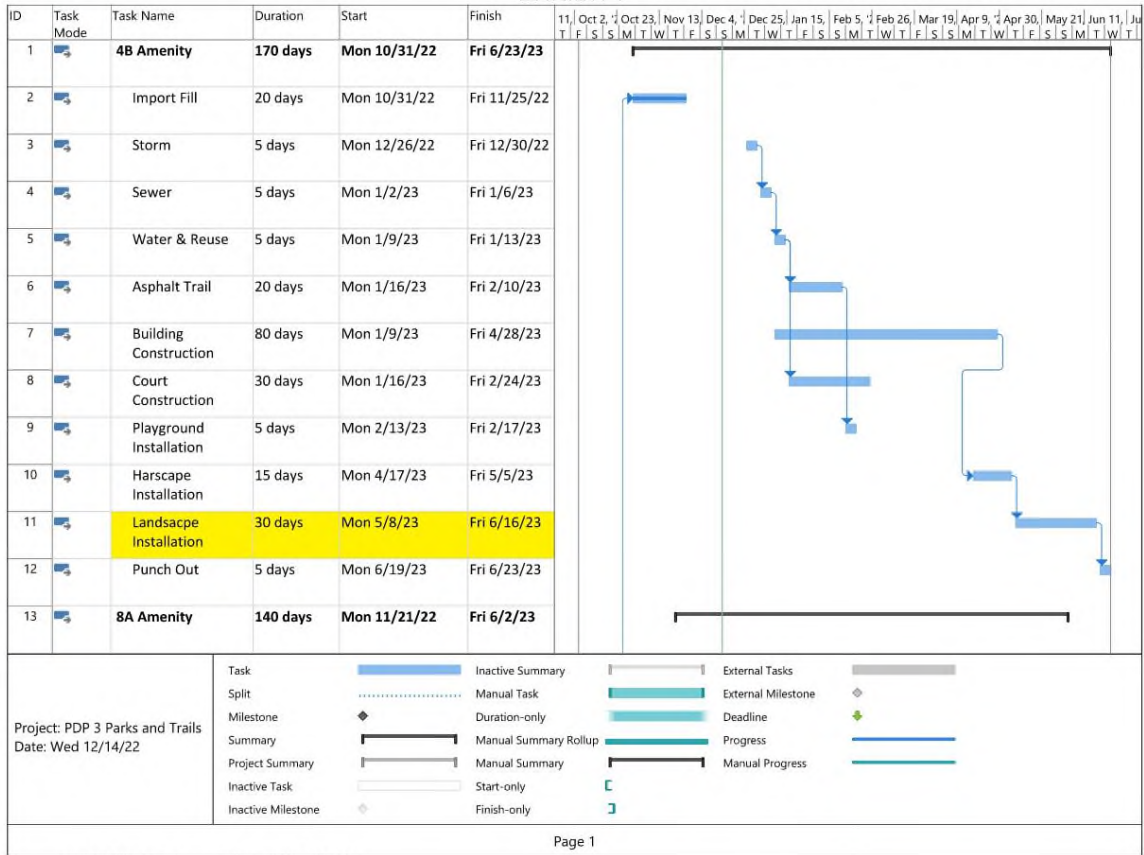 ID Task Mode Task Name Duration Start Finish
11, Oct 2, '2 Oct 23, Nov 13, Dec 4, ' Dec 25, Jan 15, Feb 5, '2 Feb 26, Mar 19, Apr 9, '2 Apr 30, May 21, Jun 11, Ju
T F S S M T W T F S S M T W T F S S M T W T
1 4B Amenity 170 days Mon 10/31/22 Fri 6/23/23
2 Import Fill 20 days Mon 10/31/22 Fri 11/25/22
3 Storm 5 days Mon 12/26/22 Fri 12/30/22
4 Sewer 5 days Mon 1/2/23 Fri 1/6/23
5 Water & Reuse 5 days Mon 1/9/23 Fri 1/13/23
6 Asphalt Trail 20 days Mon 1/16/23 Fri 2/10/23
7 Building Construction 80 days Mon 1/9/23 Fri 4/28/23
8 Court Construction 30 days Mon 1/16/23 Fri 2/24/23
9 Playground Installation 5 days Mon 2/13/23 Fri 2/17/23
10 Harscape Installation 15 days Mon 4/17/23 Fri 5/5/23
11 Landsacpe Installation 30 days Mon 5/8/23 Fri 6/16/23
12 Punch Out 5 days Mon 6/19/23 Fri 6/23/23
13 8A Amenity 140 days Mon 11/21/22 Fri 6/2/23
Project: PDP 3 Parks and Trails
Date: Wed 12/14/22
Task
Split
Milestone
Summary
Project Summary
Inactive Task
Inactive Milestone
Inactive Summary
Manual Task
Duration-only
Manual Summary Rollup
Manual Summary
Start-only
Finish-only
External Tasks
External Milestone
Deadline
Progress
Manual Progress
Page 1